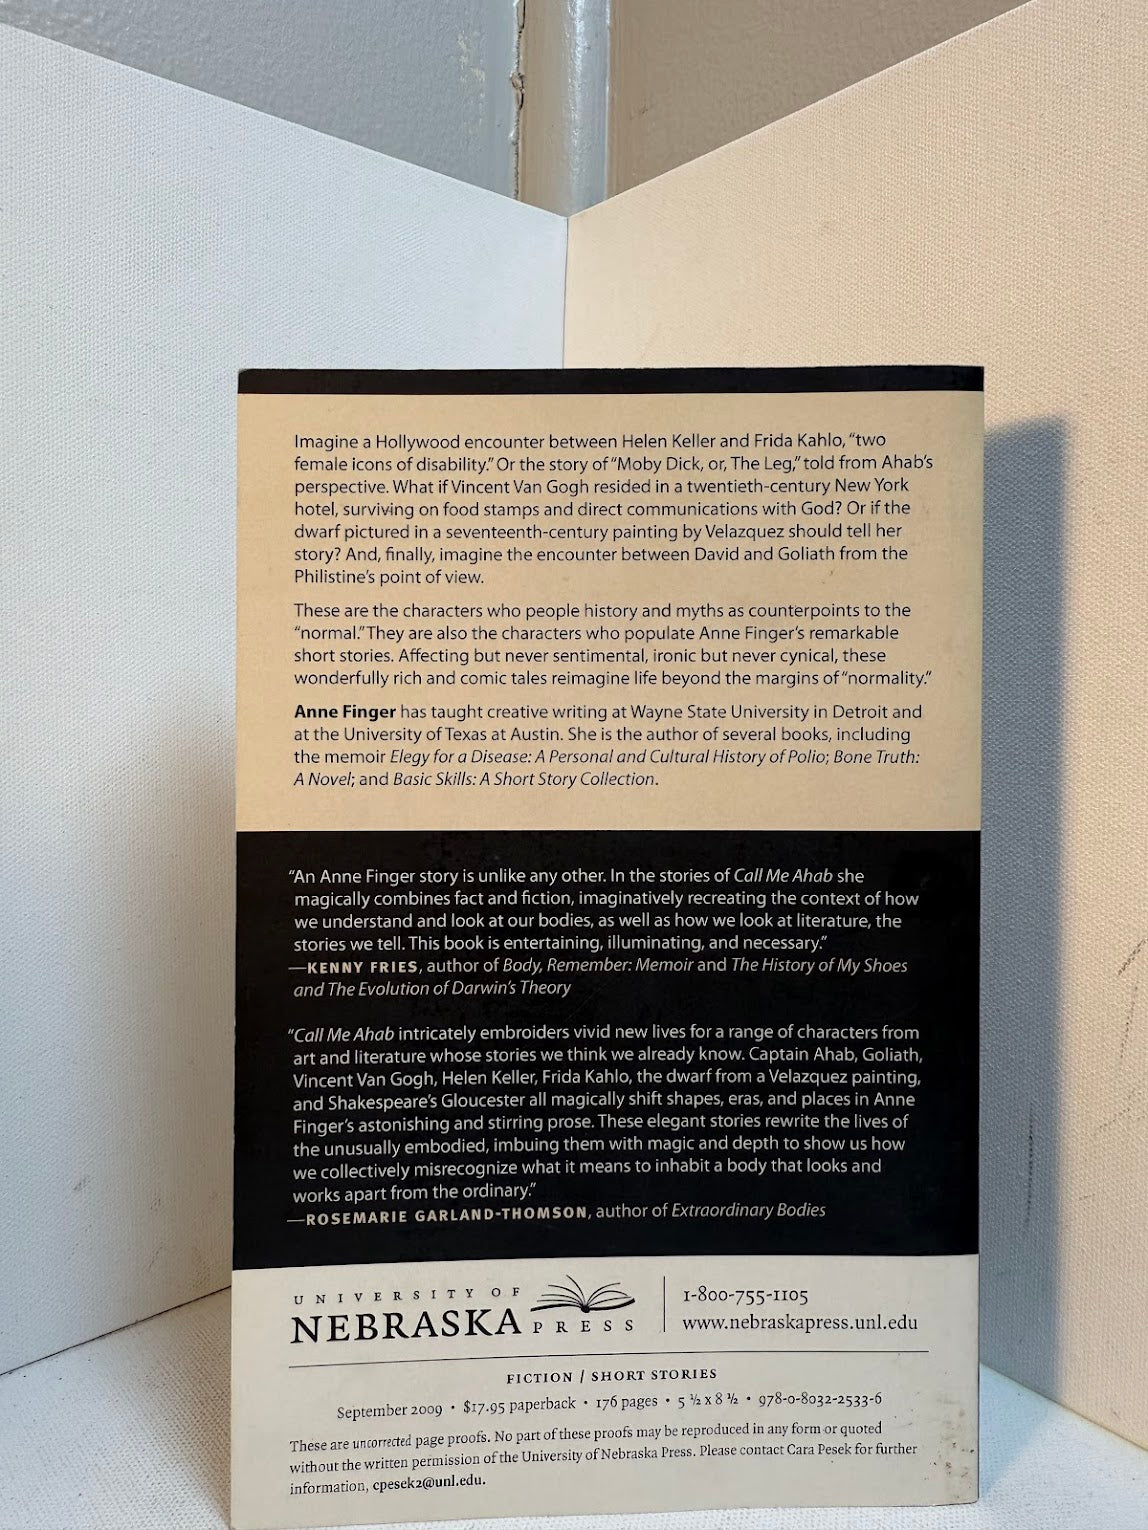 Imagine a Hollywood encounter between Helen Keller and Frida Kahlo, “two
female icons of disability.” Or the story of “Moby Dick, or, The Leg,” told from Ahab’s
perspective. What if Vincent Van Gogh resided in a twentieth-century New York
hotel, surviving on food stamps and direct communications with God? Or if the
dwarf pictured in a seventeenth-century painting by Velazquez should tell her
story? And, finally, imagine the encounter between David and Goliath from the
Philistine’s point of view.
These are the characters who people history and myths as counterpoints to the
“normal.” They are also the characters who populate Anne Finger’s remarkable
short stories. Affecting but never sentimental, ironic but never cynical, these
wonderfully rich and comic tales reimagine life beyond the margins of “normality.”
Anne Finger has taught creative writing at Wayne State University in Detroit and
at the University of Texas at Austin. She is the author of several books, including
the memoir Elegy for a Disease: A Personal and Cultural History of Polio; Bone Truth:
A Novel; and Basic Skills: A Short Story Collection.
“An Anne Finger story is unlike any other. In the stories of Call Me Ahab she
magically combines fact and fiction, imaginatively recreating the context of how
we understand and look at our bodies, as well as how we look at literature, the
stories we tell. This book is entertaining, illuminating, and necessary.”
—KENNY FRIES, author of Body, Remember: Memoir and The History of My Shoes
and The Evolution of Darwin’s Theory
“Call Me Ahab intricately embroiders vivid new lives for a range of characters from
art and literature whose stories we think we already know. Captain Ahab, Goliath,
Vincent Van Gogh, Helen Keller, Frida Kahlo, the dwarf from a Velazquez painting,
and Shakespeare’s Gloucester all magically shift shapes, eras, and places in Anne
Finger’s astonishing and stirring prose. These elegant stories rewrite the lives of
the unusually embodied, imbuing them with magic and depth to show us how
we collectively misrecognize what it means to inhabit a body that looks and
works apart from the ordinary.”
—ROSEMARIE GARLAND-THOMSON, author of Extraordinary Bodies
UNIVERSITY OF
NEBRASKA PRESS
1-800-755-1105
www.nebraskapress.unl.edu
FICTION / SHORT STORIES
September 2009 • $17.95 paperback • 176 pages • 5 ½ x 8 ½ • 978-0-8032-2533-6
These are uncorrected page proofs. No part of these proofs may be reproduced in any form or quoted
without the written permission of the University of Nebraska Press. Please contact Cara Pesek for further
information, cpesek2@unl.edu.